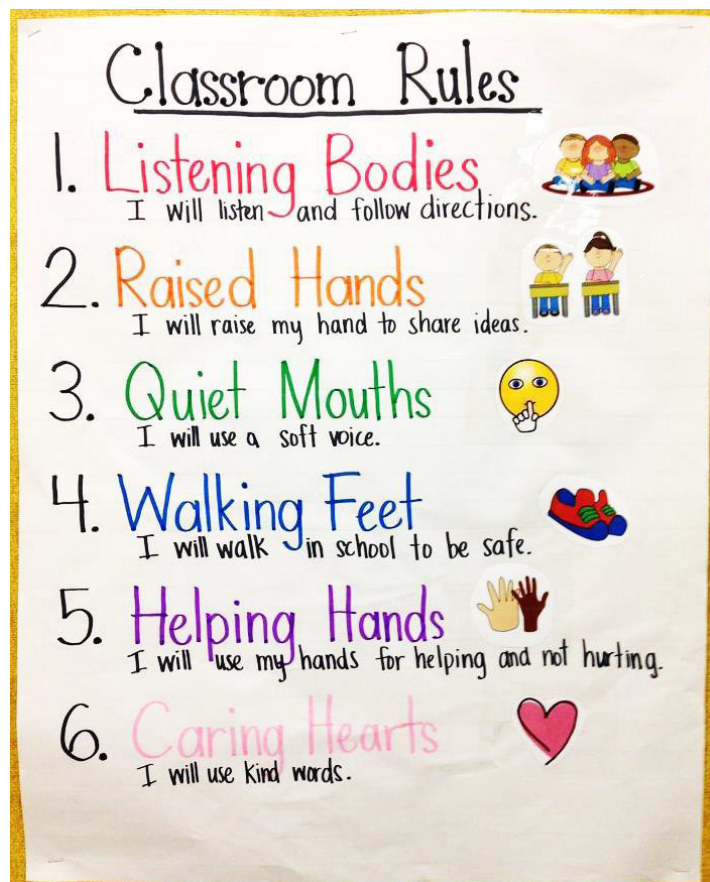 Classroom Rules
1. Listening Bodies
I will listen and follow directions.
2. Raised Hands
I will raise my hand to share ideas.
3. Quiet Mouths
I will use a soft voice.
4. Walking Feet
I will walk in school to be safe.
5. Helping Hands
I will use my hands for helping and not hurting.
6. Caring Hearts
I will use kind words.